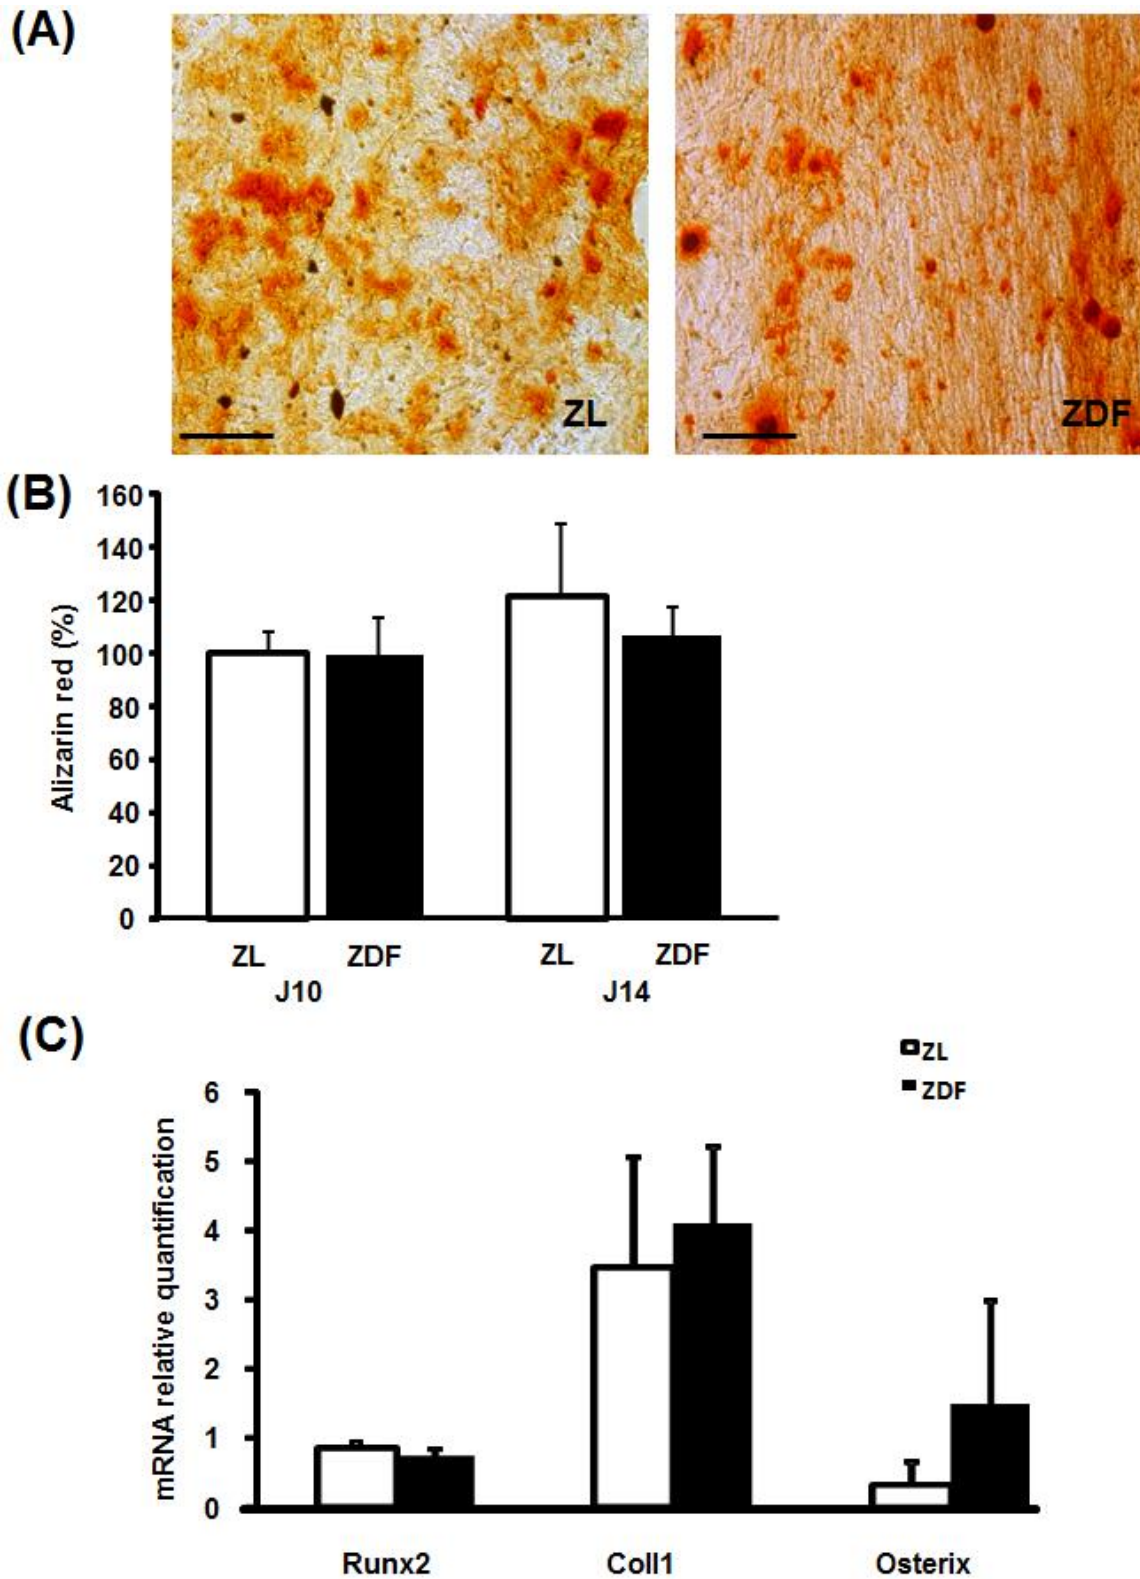 (A)
ZL
ZDF
(B)
160
140
120
100
80
60
40
20
0
Alizarin red (%)
ZL ZDF ZL ZDF
J10 J14
(C)
ZL
ZDF
6
5
4
3
2
1
0
mRNA relative quantification
Runx2 Coll1 Osterix